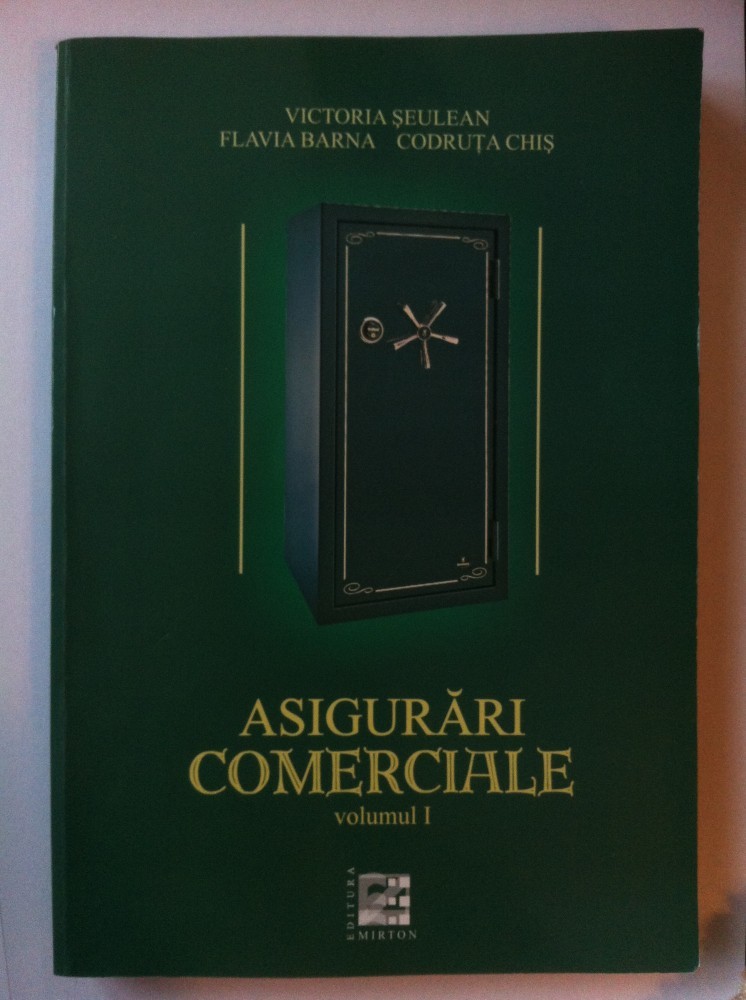 VICTORIA ŞEULEAN
FLAVIA BARNA CODRUŢA CHIŞ
ASIGURĂRI
COMERCIALE
volumul I
EDITURA
MIRTON